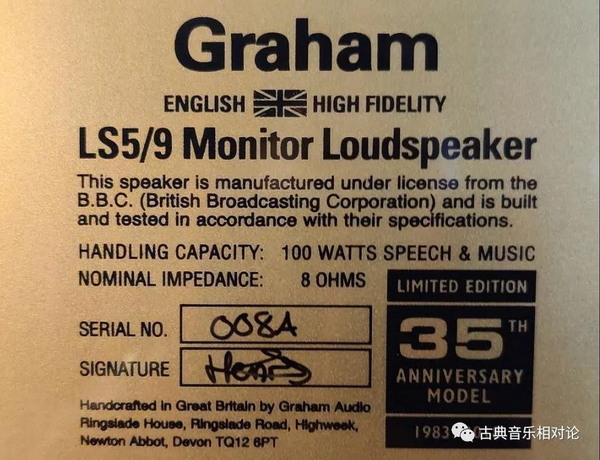 Graham
ENGLISH HIGH FIDELITY
LS5/9 Monitor Loudspeaker
This speaker is manufactured under license from the
B.B.C. (British Broadcasting Corporation) and is built
and tested in accordance with their specifications.
HANDLING CAPACITY: 100 WATTS SPEECH & MUSIC
NOMINAL IMPEDANCE: 8 OHMS
LIMITED EDITION
35TH
ANNIVERSARY
MODEL
1983
SERIAL NO. 008A
SIGNATURE
Handcrafted in Great Britain by Graham Audio
Ringslade House, Ringslade Road, Highweek,
Newton Abbot, Devon TQ12 6PT
古典音乐相对论